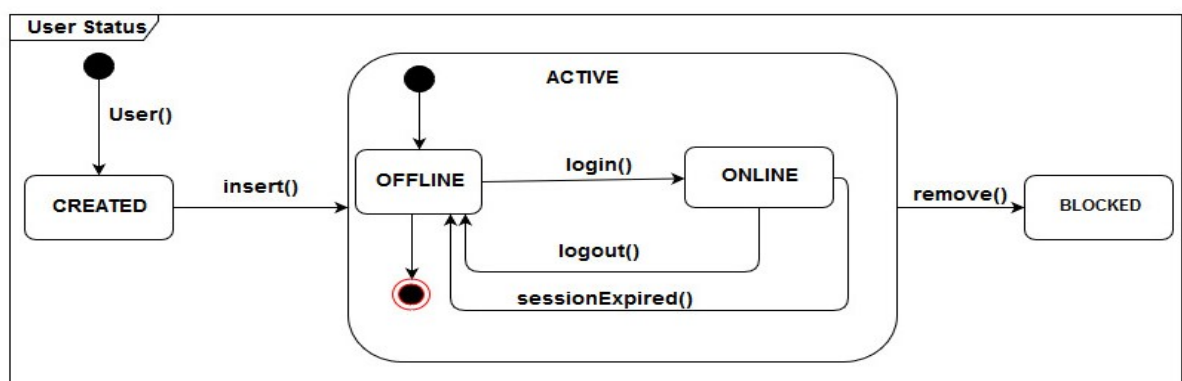 User Status
ACTIVE
User()
OFFLINE
login()
ONLINE
CREATED
insert()
remove()
BLOCKED
logout()
sessionExpired()